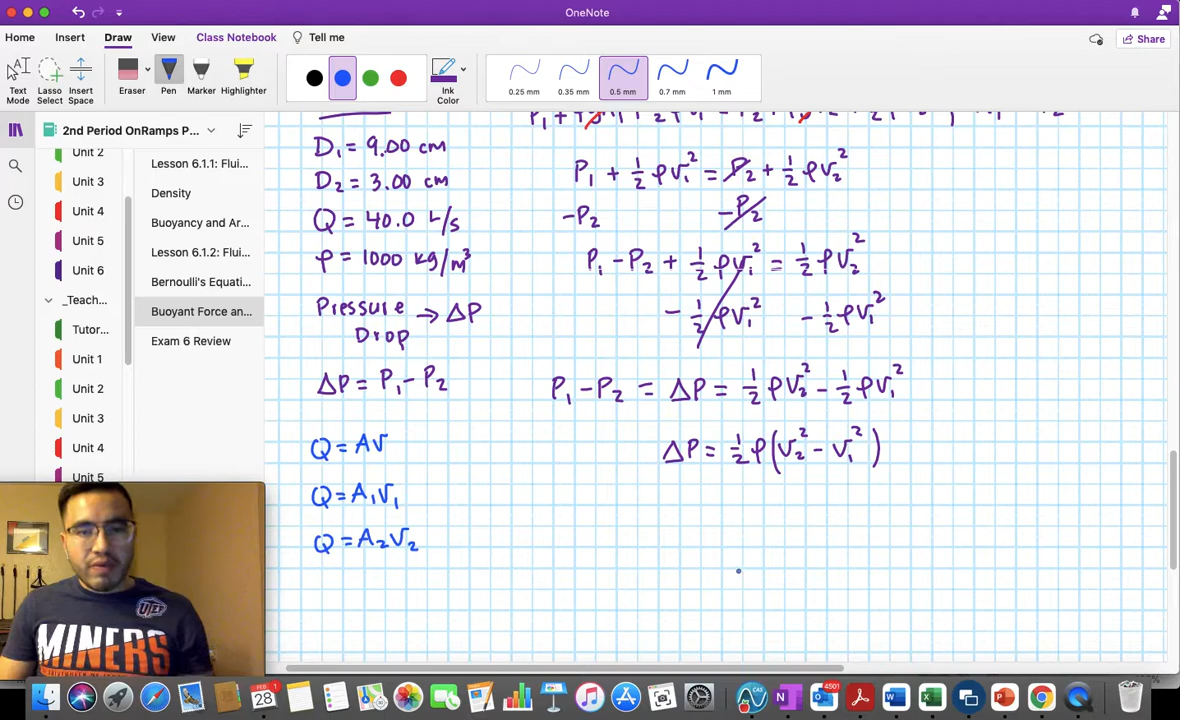 OneNote
Home Insert Draw View Class Notebook Tell me
Share
Text Mode
Lasso Select
Insert Space
Eraser
Pen
Marker
Highlighter
Ink Color
0.25 mm 0.35 mm 0.5 mm 0.7 mm 1 mm
2nd Period OnRamps P...
Unit 2
Unit 3
Unit 4
Unit 5
Unit 6
_Teach...
Tutor...
Unit 1
Unit 2
Unit 3
Unit 4
Unit 5
Lesson 6.1.1: Flui...
Density
Buoyancy and Ar...
Lesson 6.1.2: Flui...
Bernoulli's Equati...
Buoyant Force an...
Exam 6 Review
D₁ = 9.00 cm
D₂ = 3.00 cm
Q = 40.0 L/s
ρ = 1000 kg/m³
Pressure Drop → ΔP
ΔP = P₁ - P₂
Q = Av
Q = A₁v₁
Q = A₂v₂
P₁ + ½ρv₁² = P₂ + ½ρv₂²
-P₂ -P₂
P₁ - P₂ + ½ρv₁² = ½ρv₂²
- ½ρv₁² - ½ρv₁²
P₁ - P₂ = ΔP = ½ρv₂² - ½ρv₁²
ΔP = ½ρ(v₂² - v₁²)
UTEP
MINERS
FEB
28
4501